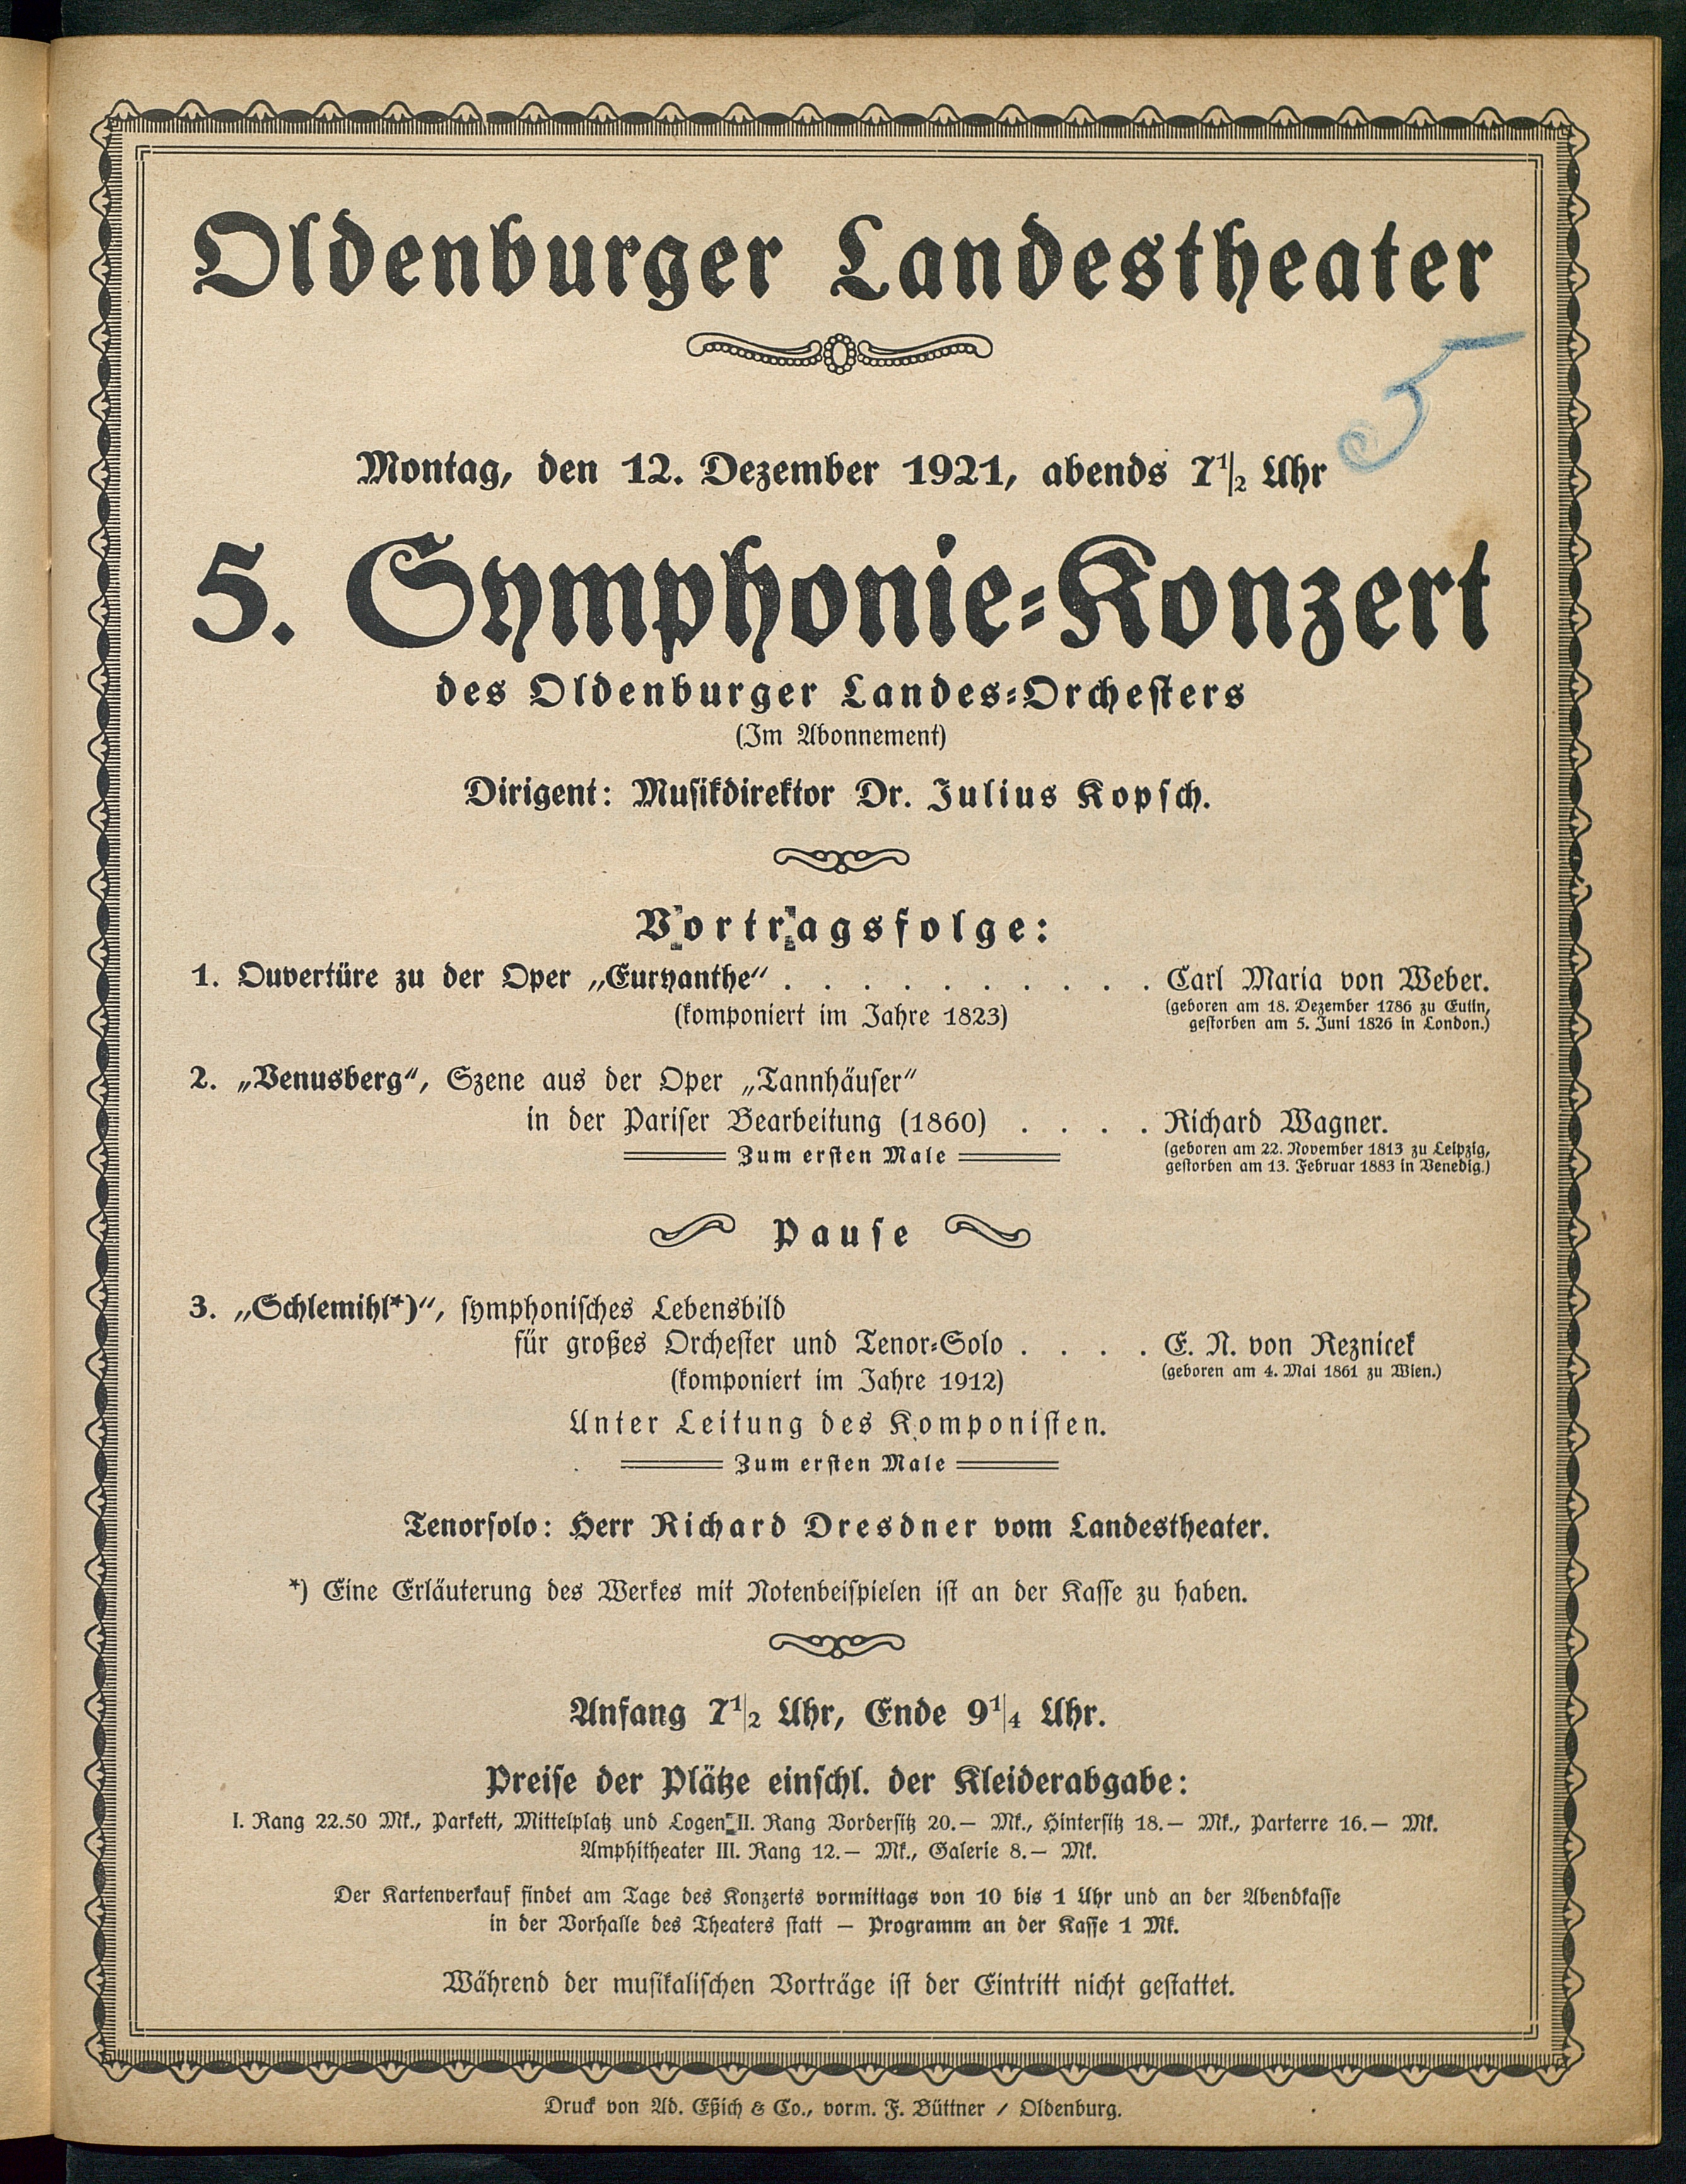 Oldenburger Landestheater
5
Montag, den 12. Dezember 1921, abends 7½ Uhr
5. Symphonie-Konzert
des Oldenburger Landes-Orchesters
(Im Abonnement)
Dirigent: Musikdirektor Dr. Julius Kopsch.
Vortragsfolge:
1. Ouvertüre zu der Oper „Euryanthe“ . . . . . . . . . . Carl Maria von Weber.
(komponiert im Jahre 1823) (geboren am 18. Dezember 1786 zu Eutin,
gestorben am 5. Juni 1826 in London.)
2. „Venusberg“, Szene aus der Oper „Tannhäuser“
in der Pariser Bearbeitung (1860) . . . . Richard Wagner.
Zum ersten Male (geboren am 22. November 1813 zu Leipzig,
gestorben am 13. Februar 1883 in Venedig.)
Pause
3. „Schlemihl*)“, symphonisches Lebensbild
für großes Orchester und Tenor-Solo . . . . E. N. von Reznicek
(komponiert im Jahre 1912) (geboren am 4. Mai 1861 zu Wien.)
Unter Leitung des Komponisten.
Zum ersten Male
Tenorsolo: Herr Richard Dresdner vom Landestheater.
*) Eine Erläuterung des Werkes mit Notenbeispielen ist an der Kasse zu haben.
Anfang 7½ Uhr, Ende 9¼ Uhr.
Preise der Plätze einschl. der Kleiderabgabe:
I. Rang 22.50 Mk., Parkett, Mittelplatz und Logen II. Rang Vordersitz 20.— Mk., Hintersitz 18.— Mk., Parterre 16.— Mk.
Amphitheater III. Rang 12.— Mk., Galerie 8.— Mk.
Der Kartenverkauf findet am Tage des Konzerts vormittags von 10 bis 1 Uhr und an der Abendkasse
in der Vorhalle des Theaters statt — Programm an der Kasse 1 Mk.
Während der musikalischen Vorträge ist der Eintritt nicht gestattet.
Druck von Ad. Eßich & Co., vorm. F. Büttner / Oldenburg.